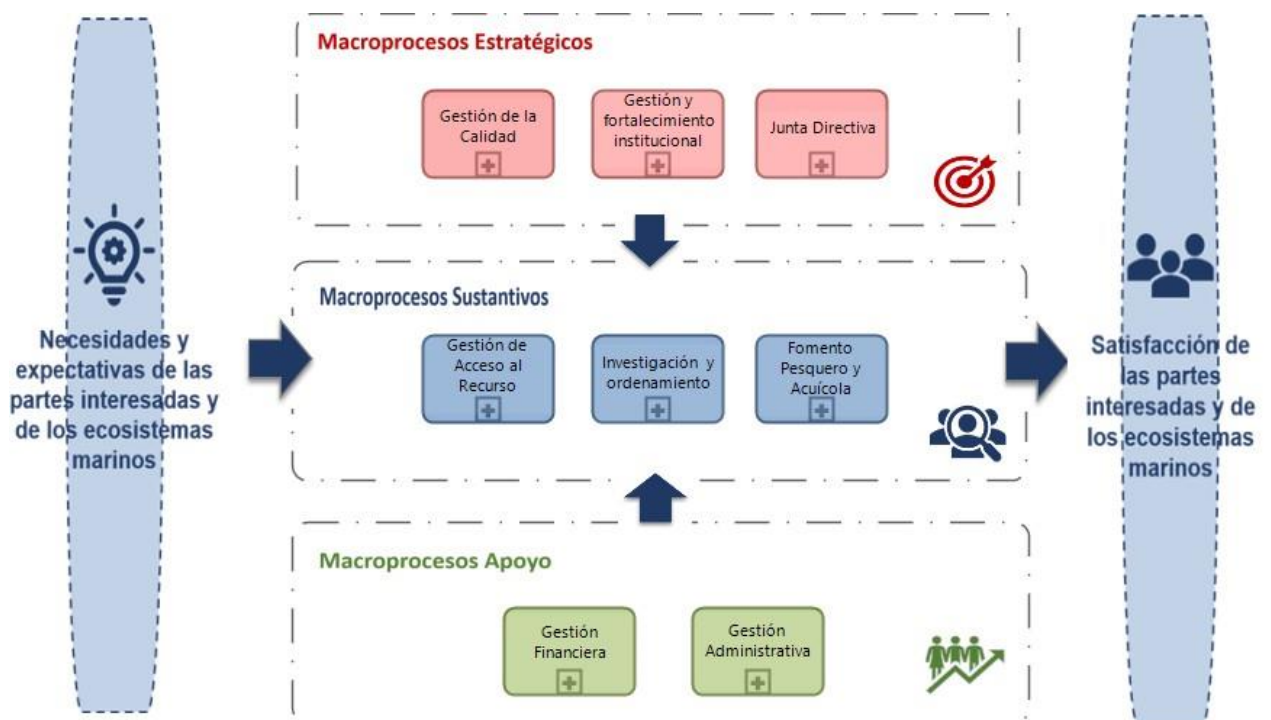 Macroprocesos Estratégicos
Gestión de la
Calidad
Gestión y
fortalecimiento
institucional
Junta Directiva
Necesidades y
expectativas de las
partes interesadas y
de los ecosistemas
marinos
Macroprocesos Sustantivos
Gestión de
Acceso al
Recurso
Investigación y
ordenamiento
Fomento
Pesquero y
Acuícola
Satisfacción de
las partes
interesadas y de
los ecosistemas
marinos
Macroprocesos Apoyo
Gestión
Financiera
Gestión
Administrativa